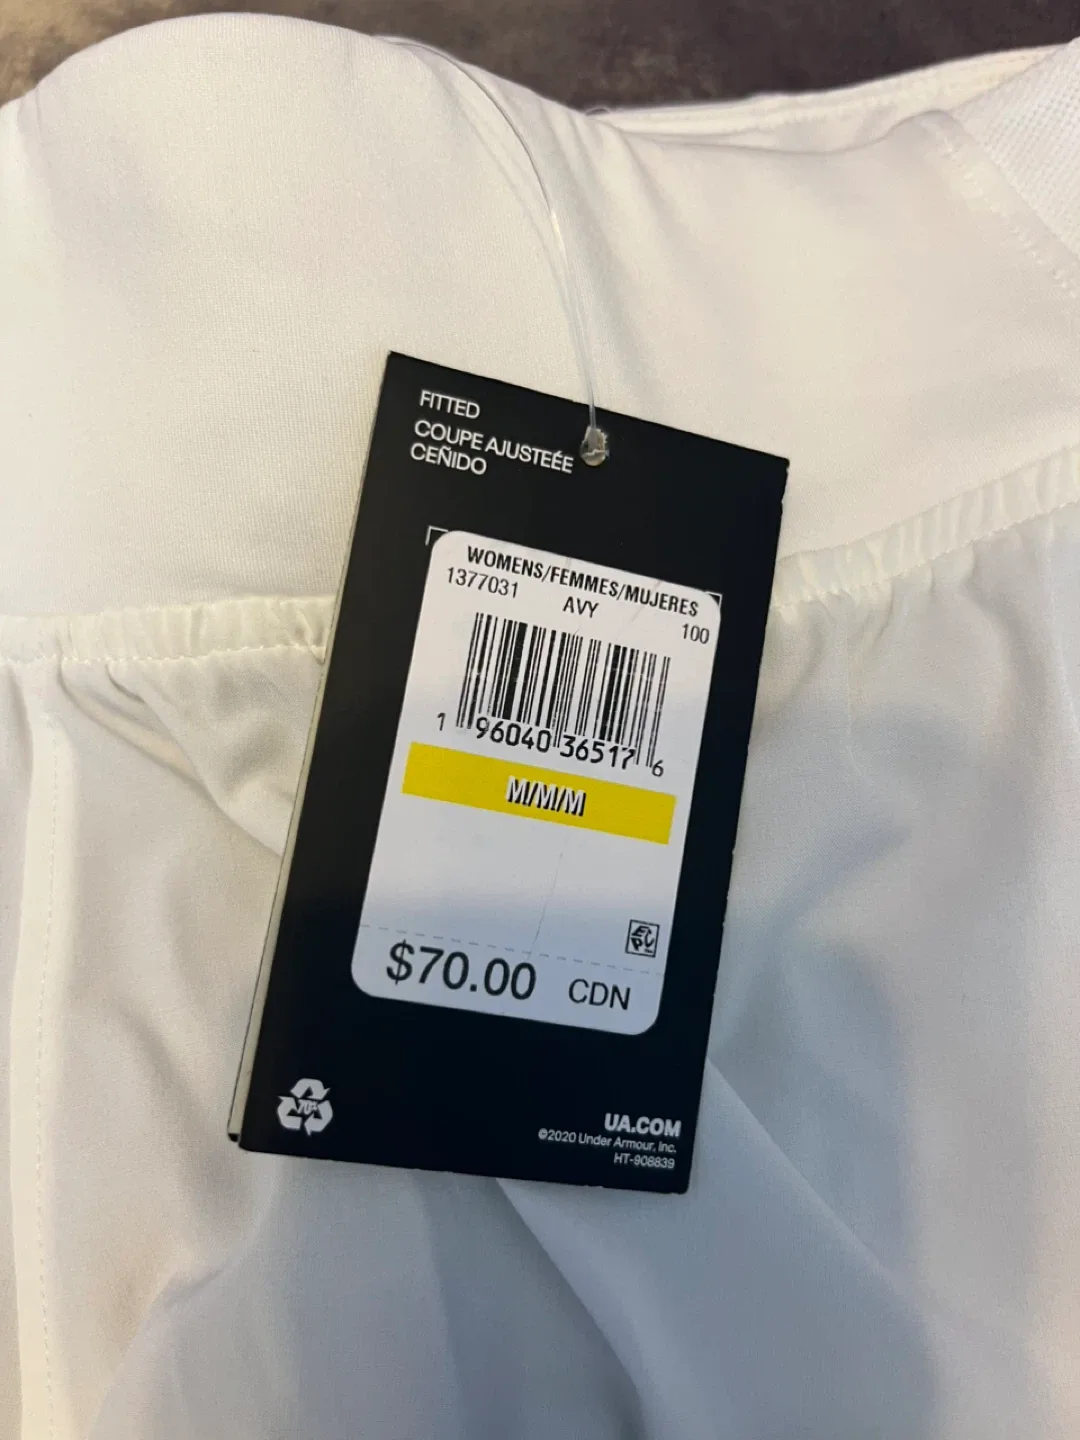 FITTED
COUPE AJUSTEÉE
CEÑIDO
WOMENS/FEMMES/MUJERES
1377031
AVY
100
1 96040 36517 6
M/M/M
$70.00 CDN
UA.COM
©2020 Under Armour, Inc.
HT-908839